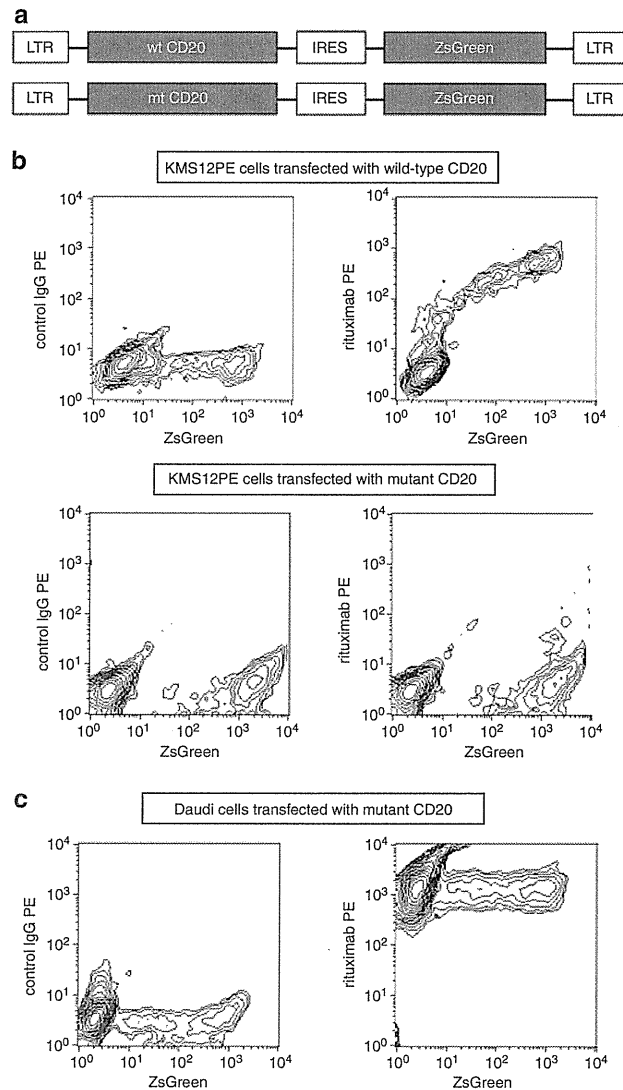 a
LTR wt CD20 IRES ZsGreen LTR
LTR mt CD20 IRES ZsGreen LTR
b
KMS12PE cells transfected with wild-type CD20
control IgG PE
10⁴
10³
10²
10¹
10⁰
10⁰ 10¹ 10² 10³ 10⁴
ZsGreen
rituximab PE
10⁴
10³
10²
10¹
10⁰
10⁰ 10¹ 10² 10³ 10⁴
ZsGreen
KMS12PE cells transfected with mutant CD20
control IgG PE
10⁴
10³
10²
10¹
10⁰
10⁰ 10¹ 10² 10³ 10⁴
ZsGreen
rituximab PE
10⁴
10³
10²
10¹
10⁰
10⁰ 10¹ 10² 10³ 10⁴
ZsGreen
c
Daudi cells transfected with mutant CD20
control IgG PE
10⁴
10³
10²
10¹
10⁰
10⁰ 10¹ 10² 10³ 10⁴
ZsGreen
rituximab PE
10⁴
10³
10²
10¹
10⁰
10⁰ 10¹ 10² 10³ 10⁴
ZsGreen